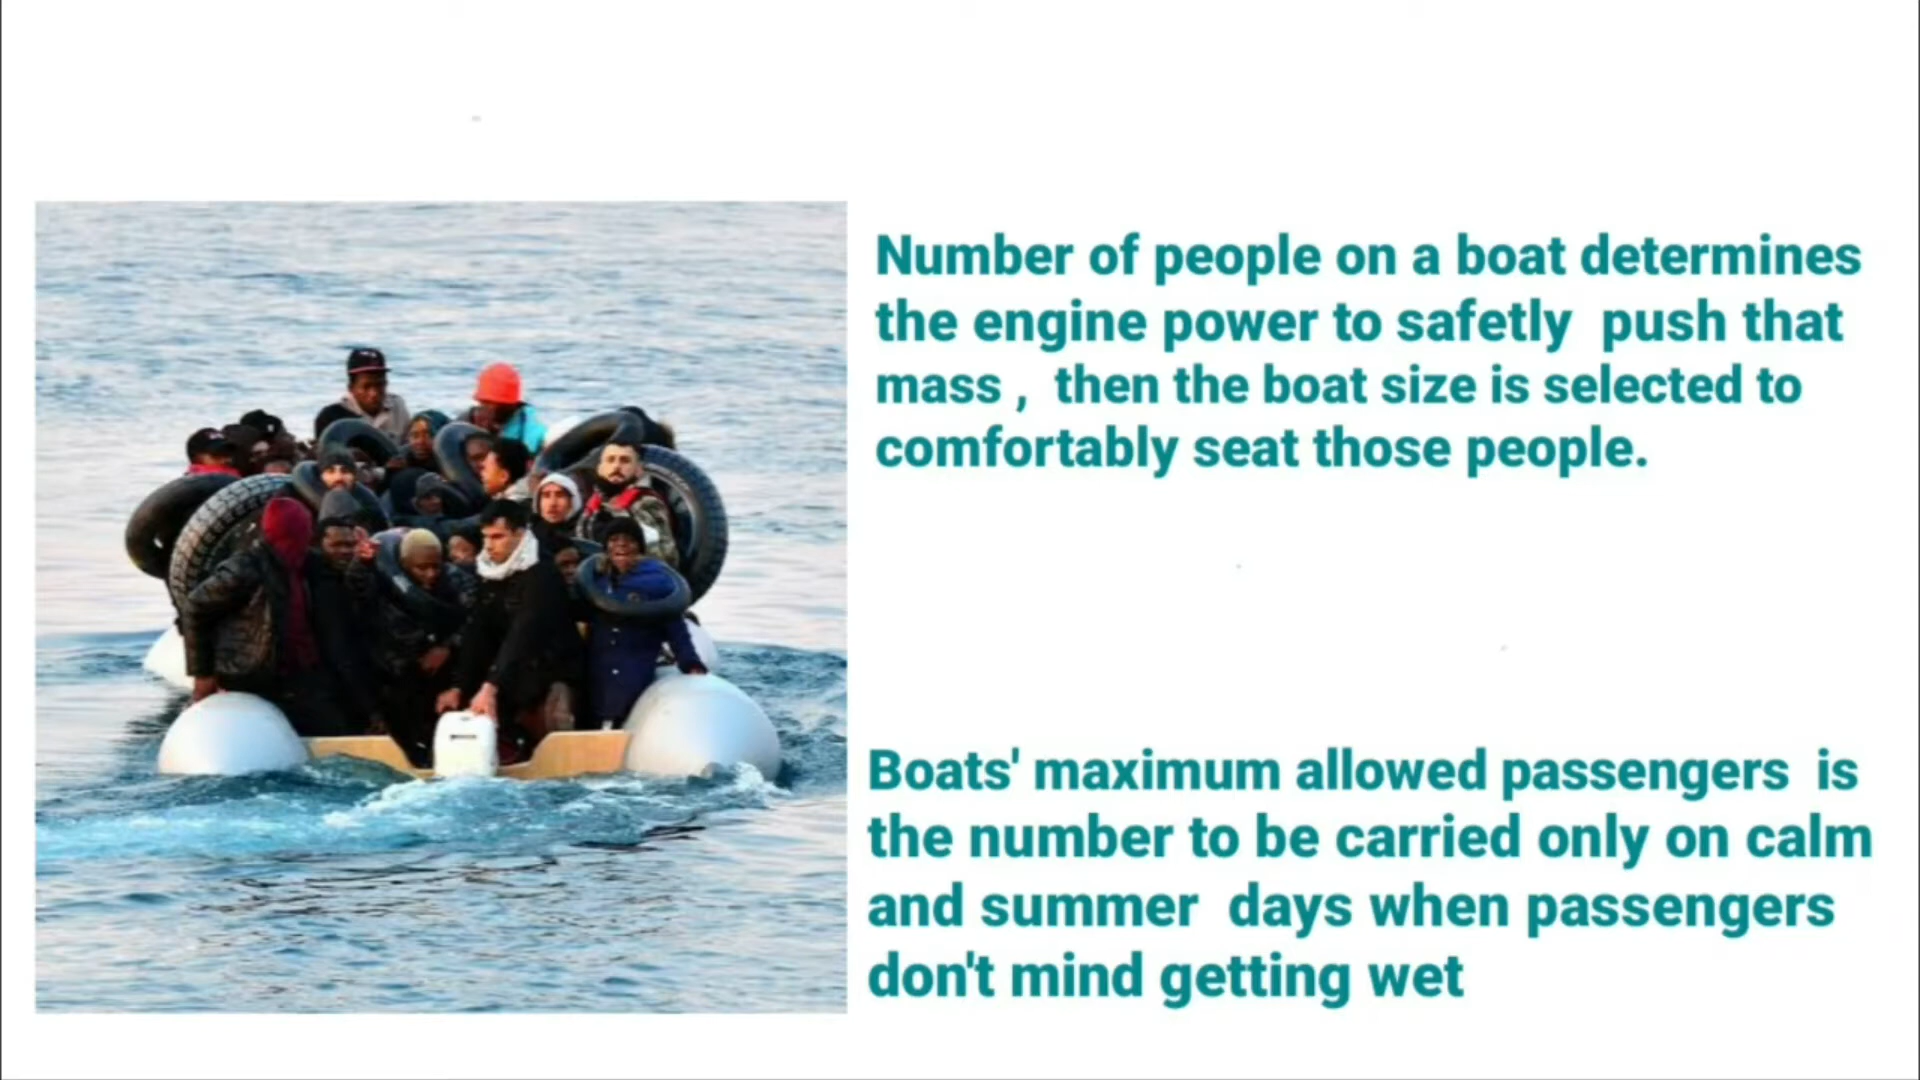 Number of people on a boat determines
the engine power to safetly push that
mass , then the boat size is selected to
comfortably seat those people.
Boats' maximum allowed passengers is
the number to be carried only on calm
and summer days when passengers
don't mind getting wet